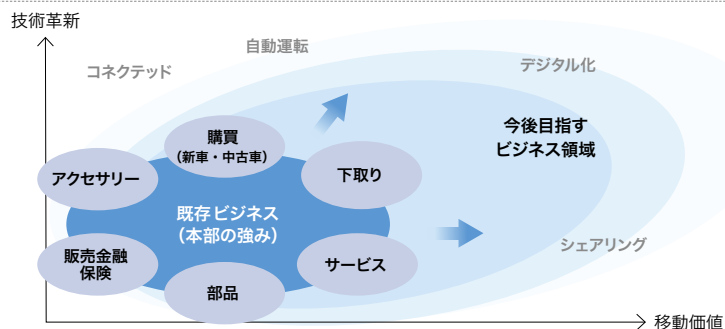 技術革新
自動運転
コネクテッド
デジタル化
購買
（新車・中古車）
今後目指す
ビジネス領域
アクセサリー
下取り
既存ビジネス
（本部の強み）
シェアリング
販売金融
保険
サービス
部品
移動価値